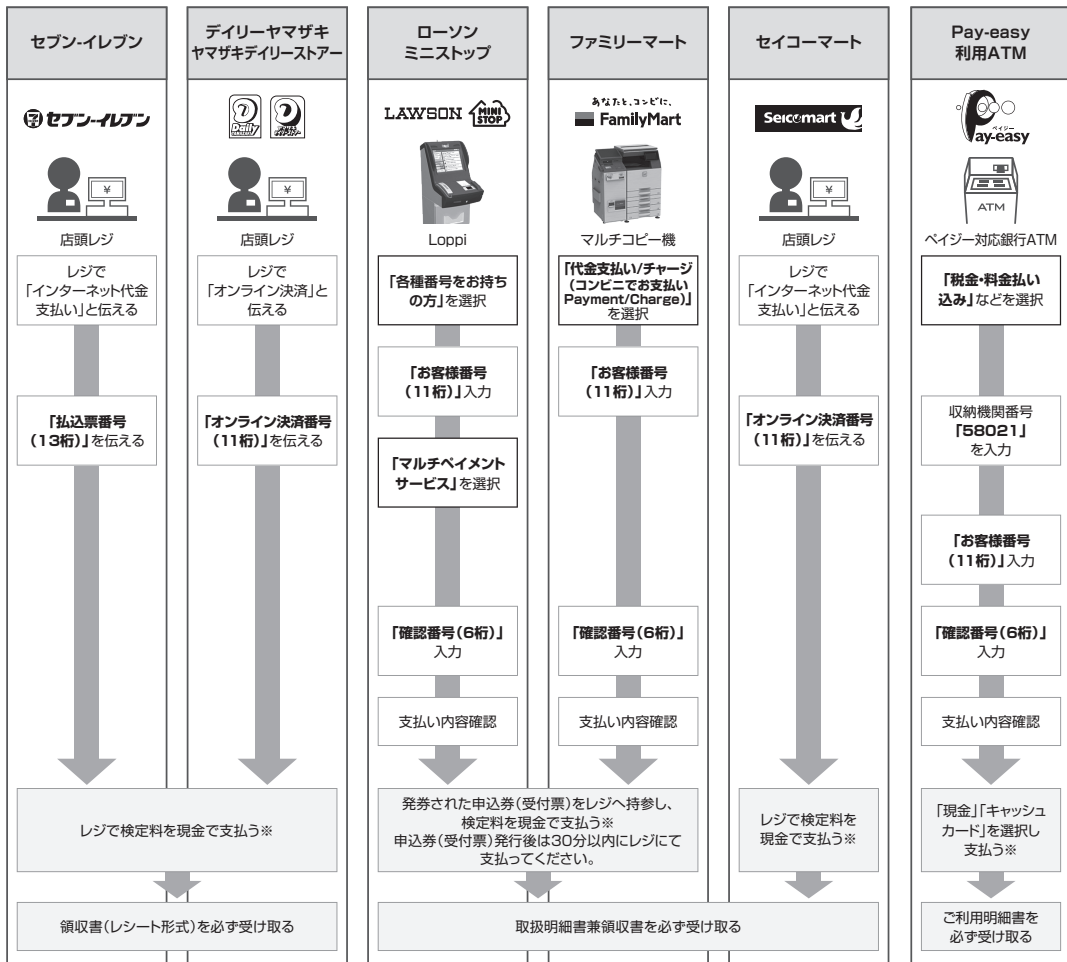 セブン-イレブン
セブン-イレブン
¥
店頭レジ
レジで
「インターネット代金
支払い」と伝える
「払込票番号
(13桁)」を伝える
デイリーヤマザキ
ヤマザキデイリーストアー
Daily
¥
店頭レジ
レジで
「オンライン決済」と
伝える
「オンライン決済番号
(11桁)」を伝える
レジで検定料を現金で支払う※
領収書(レシート形式)を必ず受け取る
ローソン
ミニストップ
LAWSON
MINI
STOP
Loppi
「各種番号をお持ち
の方」を選択
「お客様番号
(11桁)」入力
「マルチペイメント
サービス」を選択
「確認番号(6桁)」
入力
支払い内容確認
ファミリーマート
あなたと、コンビに、
FamilyMart
マルチコピー機
「代金支払い/チャージ
(コンビニでお支払い
Payment/Charge)」
を選択
「お客様番号
(11桁)」入力
「確認番号(6桁)」
入力
支払い内容確認
発券された申込券(受付票)をレジへ持参し、
検定料を現金で支払う※
申込券(受付票)発行後は30分以内にレジにて
支払ってください。
セイコーマート
Seicomart
¥
店頭レジ
レジで
「インターネット代金
支払い」と伝える
「オンライン決済番号
(11桁)」を伝える
レジで検定料を
現金で支払う※
取扱明細書兼領収書を必ず受け取る
Pay-easy
利用ATM
ペイジー
Pay-easy
ATM
ペイジー対応銀行ATM
「税金・料金払い
込み」などを選択
収納機関番号
「58021」
を入力
「お客様番号
(11桁)」入力
「確認番号(6桁)」
入力
支払い内容確認
「現金」「キャッシュ
カード」を選択し
支払う※
ご利用明細書を
必ず受け取る